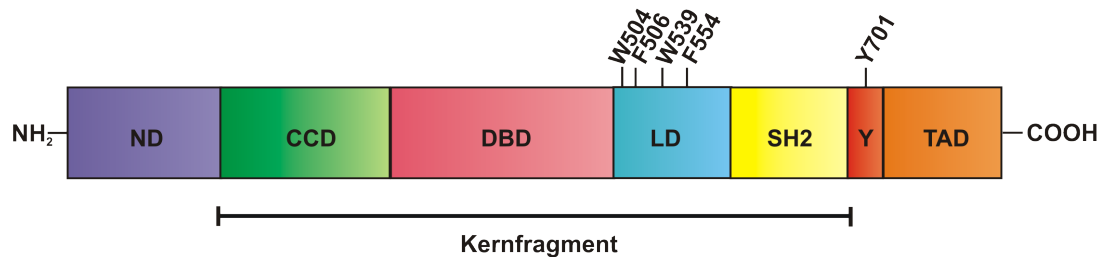 W504 F506 W539 F554 Y701
NH₂ ND CCD DBD LD SH2 Y TAD COOH
Kernfragment